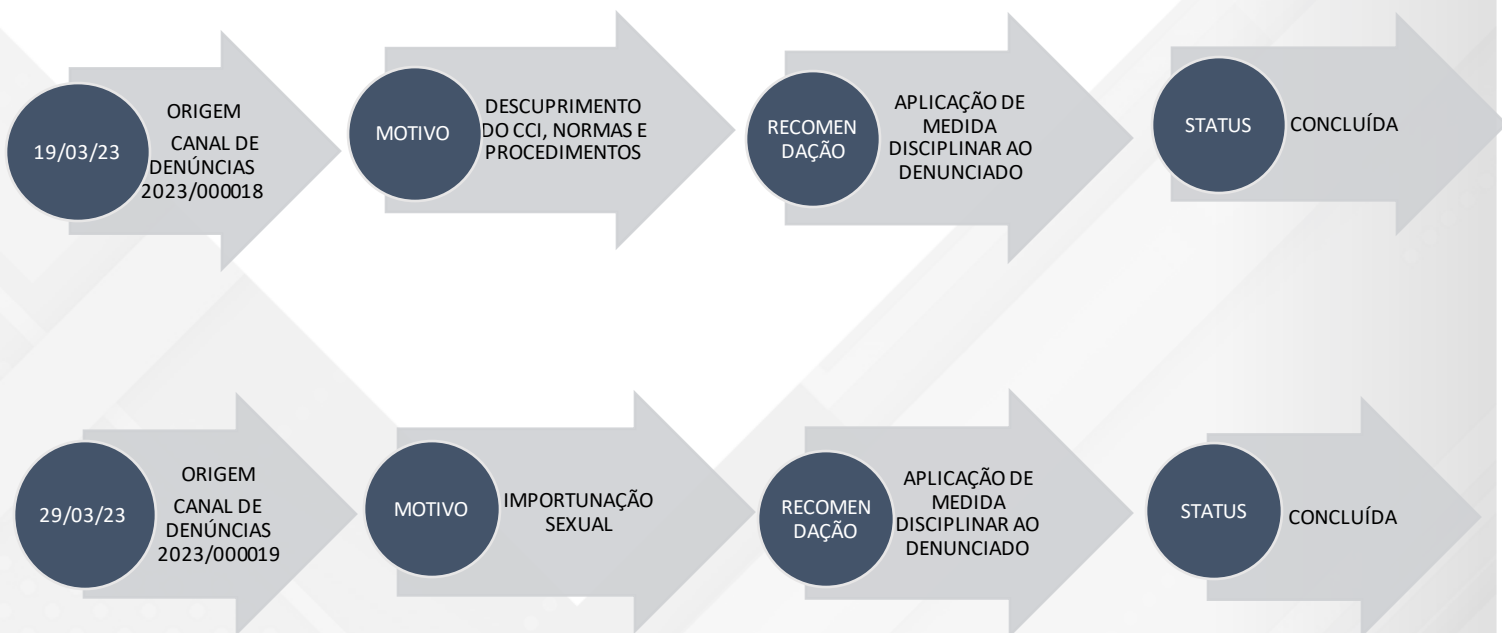 19/03/23
ORIGEM
CANAL DE
DENÚNCIAS
2023/000018
MOTIVO
DESCUPRIMENTO
DO CCI, NORMAS E
PROCEDIMENTOS
RECOMEN
DAÇÃO
APLICAÇÃO DE
MEDIDA
DISCIPLINAR AO
DENUNCIADO
STATUS
CONCLUÍDA
29/03/23
ORIGEM
CANAL DE
DENÚNCIAS
2023/000019
MOTIVO
IMPORTUNAÇÃO
SEXUAL
RECOMEN
DAÇÃO
APLICAÇÃO DE
MEDIDA
DISCIPLINAR AO
DENUNCIADO
STATUS
CONCLUÍDA